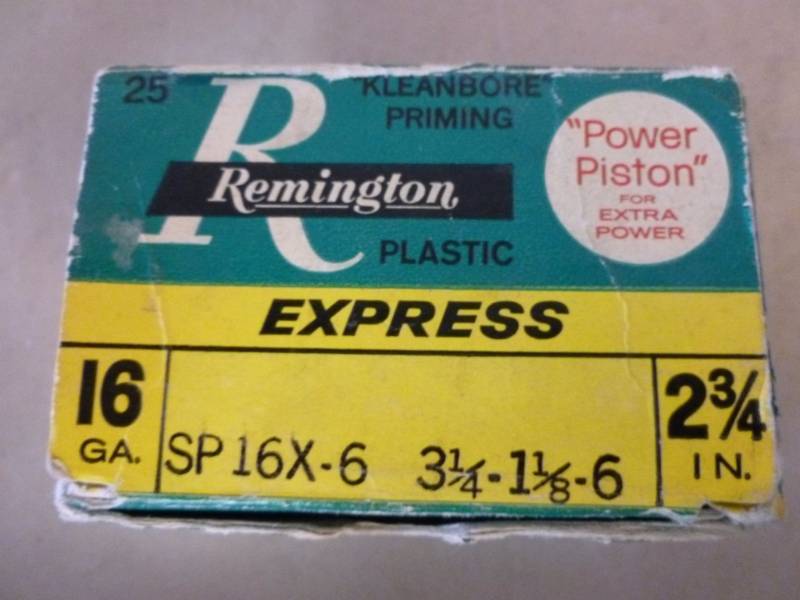 25
"KLEANBORE"
PRIMING
R
Remington
PLASTIC
"Power
Piston"
FOR
EXTRA
POWER
EXPRESS
16
GA.
SP16X-6 3¼-1⅛-6
2¾
IN.